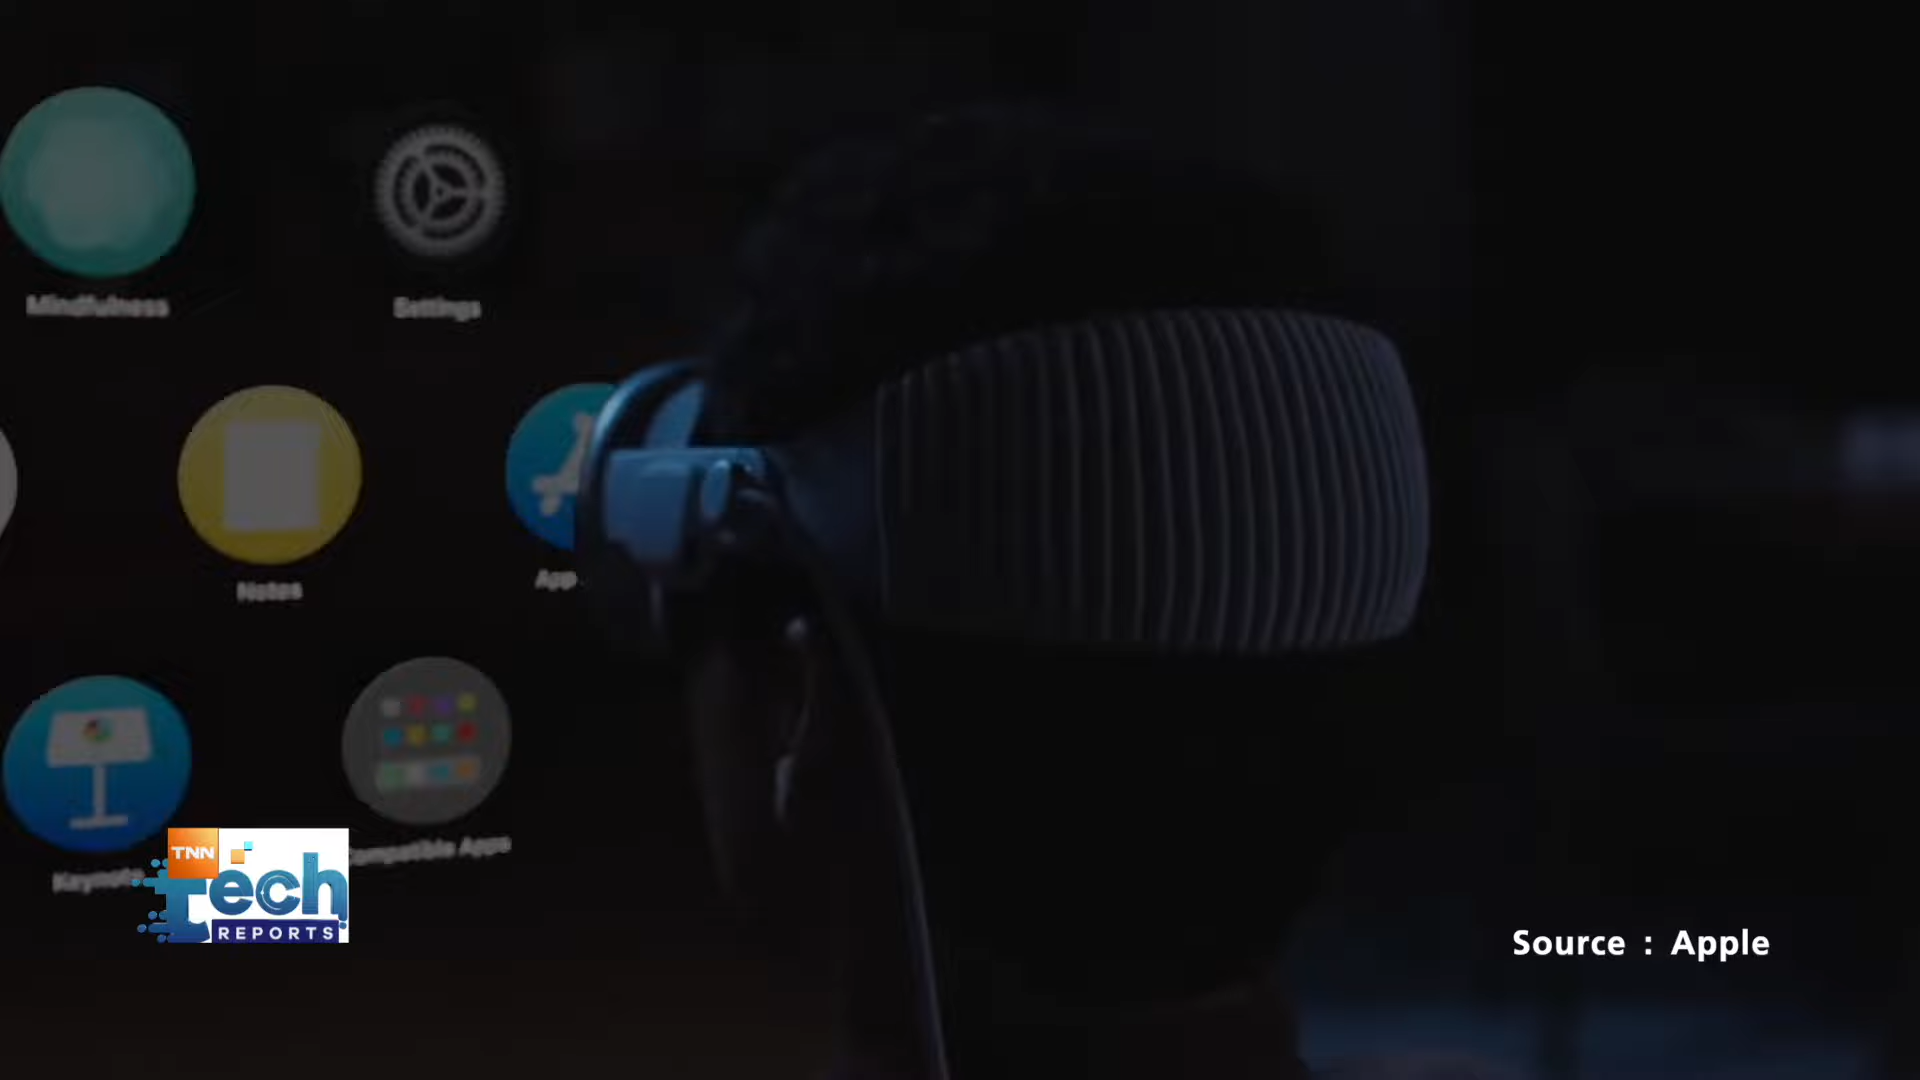 Mindfulness
Settings
Notes
App
Keynote
Compatible Apps
TNN
Tech
REPORTS
Source : Apple